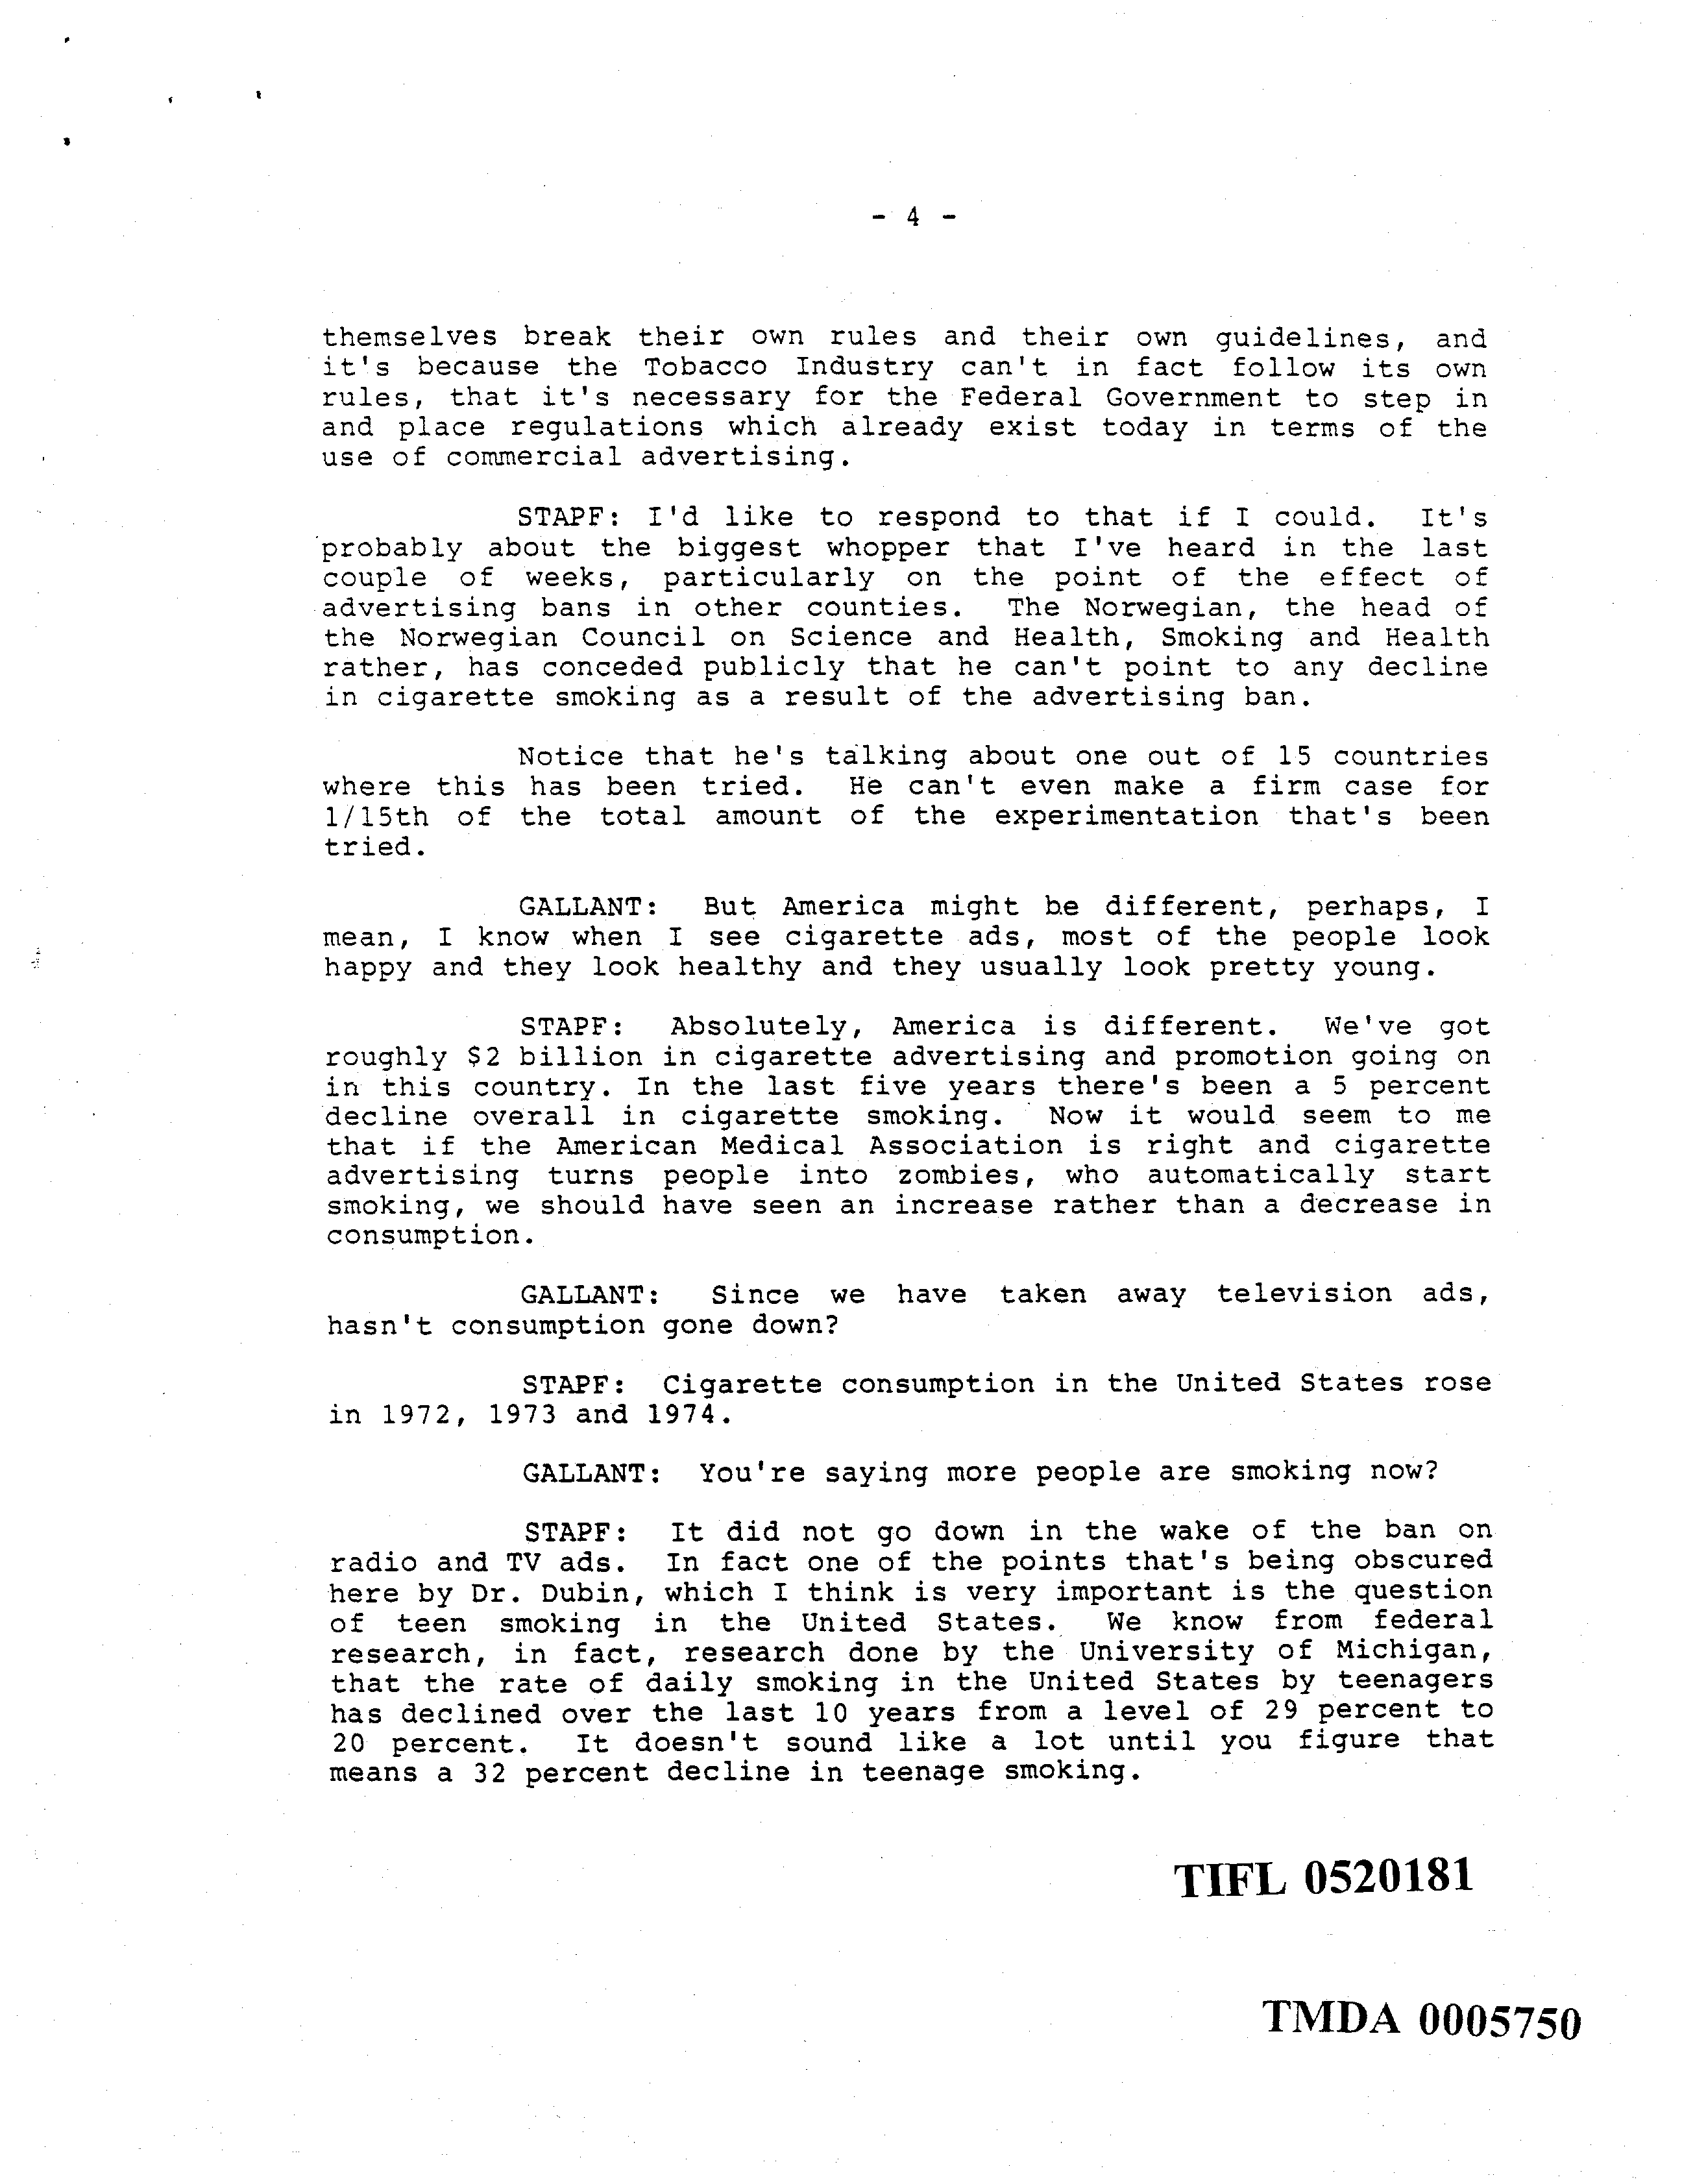 - 4 -
themselves break their own rules and their own guidelines, and
it's because the Tobacco Industry can't in fact follow its own
rules, that it's necessary for the Federal Government to step in
and place regulations which already exist today in terms of the
use of commercial advertising.
STAPF: I'd like to respond to that if I could. It's
probably about the biggest whopper that I've heard in the last
couple of weeks, particularly on the point of the effect of
advertising bans in other counties. The Norwegian, the head of
the Norwegian Council on Science and Health, Smoking and Health
rather, has conceded publicly that he can't point to any decline
in cigarette smoking as a result of the advertising ban.
Notice that he's talking about one out of 15 countries
where this has been tried. He can't even make a firm case for
1/15th of the total amount of the experimentation that's been
tried.
GALLANT: But America might be different, perhaps, I
mean, I know when I see cigarette ads, most of the people look
happy and they look healthy and they usually look pretty young.
STAPF: Absolutely, America is different. We've got
roughly $2 billion in cigarette advertising and promotion going on
in this country. In the last five years there's been a 5 percent
decline overall in cigarette smoking. Now it would seem to me
that if the American Medical Association is right and cigarette
advertising turns people into zombies, who automatically start
smoking, we should have seen an increase rather than a decrease in
consumption.
GALLANT: Since we have taken away television ads,
hasn't consumption gone down?
STAPF: Cigarette consumption in the United States rose
in 1972, 1973 and 1974.
GALLANT: You're saying more people are smoking now?
STAPF: It did not go down in the wake of the ban on
radio and TV ads. In fact one of the points that's being obscured
here by Dr. Dubin, which I think is very important is the question
of teen smoking in the United States. We know from federal
research, in fact, research done by the University of Michigan,
that the rate of daily smoking in the United States by teenagers
has declined over the last 10 years from a level of 29 percent to
20 percent. It doesn't sound like a lot until you figure that
means a 32 percent decline in teenage smoking.
TIFL 0520181
TMDA 0005750